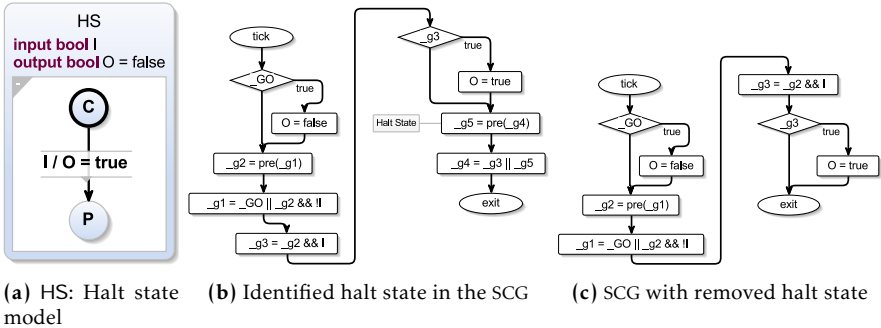 HS
input bool I
output bool O = false
-
C
I / O = true
P
tick
_GO
true
O = false
_g2 = pre(_g1)
_g1 = _GO || _g2 && !I
_g3 = _g2 && I
_g3
true
O = true
Halt State
_g5 = pre(_g4)
_g4 = _g3 || _g5
exit
tick
_GO
true
O = false
_g2 = pre(_g1)
_g1 = _GO || _g2 && !I
_g3 = _g2 && I
_g3
true
O = true
exit
(a) HS: Halt state
model
(b) Identified halt state in the SCG
(c) SCG with removed halt state